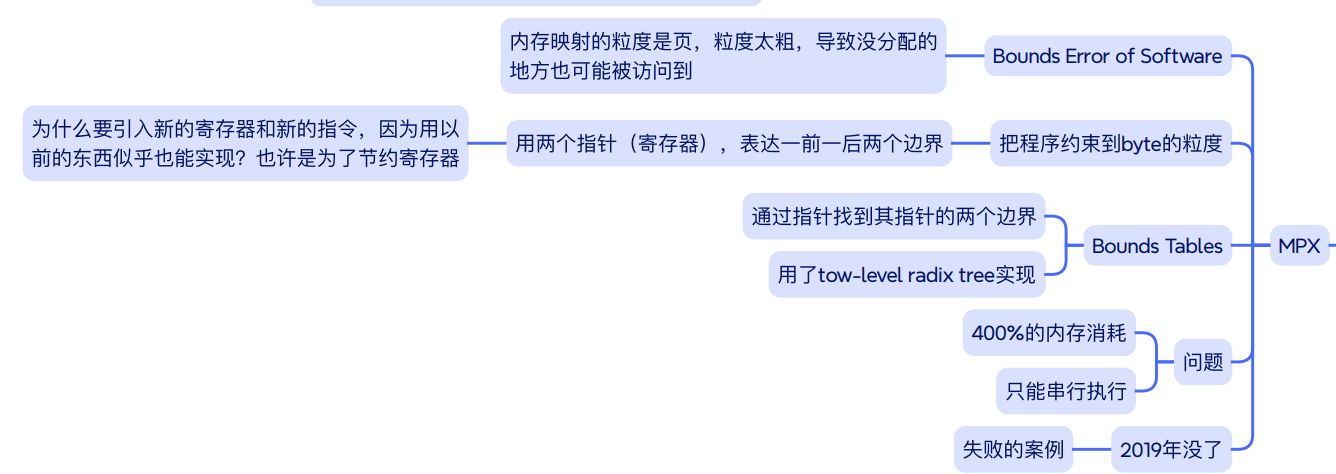 内存映射的粒度是页，粒度太粗，导致没分配的
地方也可能被访问到
Bounds Error of Software
为什么要引入新的寄存器和新的指令，因为用以
前的东西似乎也能实现？也许是为了节约寄存器
用两个指针（寄存器），表达一前一后两个边界
把程序约束到byte的粒度
通过指针找到其指针的两个边界
用了tow-level radix tree实现
Bounds Tables
MPX
400%的内存消耗
只能串行执行
问题
失败的案例
2019年没了